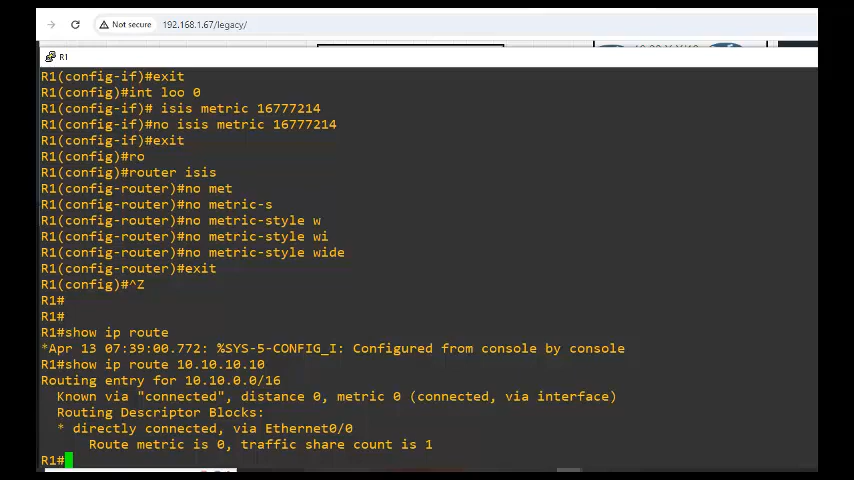 Not secure 192.168.1.67/legacy/
R1
R1(config-if)#exit
R1(config)#int loo 0
R1(config-if)# isis metric 16777214
R1(config-if)#no isis metric 16777214
R1(config-if)#exit
R1(config)#ro
R1(config)#router isis
R1(config-router)#no met
R1(config-router)#no metric-s
R1(config-router)#no metric-style w
R1(config-router)#no metric-style wi
R1(config-router)#no metric-style wide
R1(config-router)#exit
R1(config)#^Z
R1#
R1#
R1#show ip route
*Apr 13 07:39:00.772: %SYS-5-CONFIG_I: Configured from console by console
R1#show ip route 10.10.10.10
Routing entry for 10.10.0.0/16
Known via "connected", distance 0, metric 0 (connected, via interface)
Routing Descriptor Blocks:
* directly connected, via Ethernet0/0
Route metric is 0, traffic share count is 1
R1#